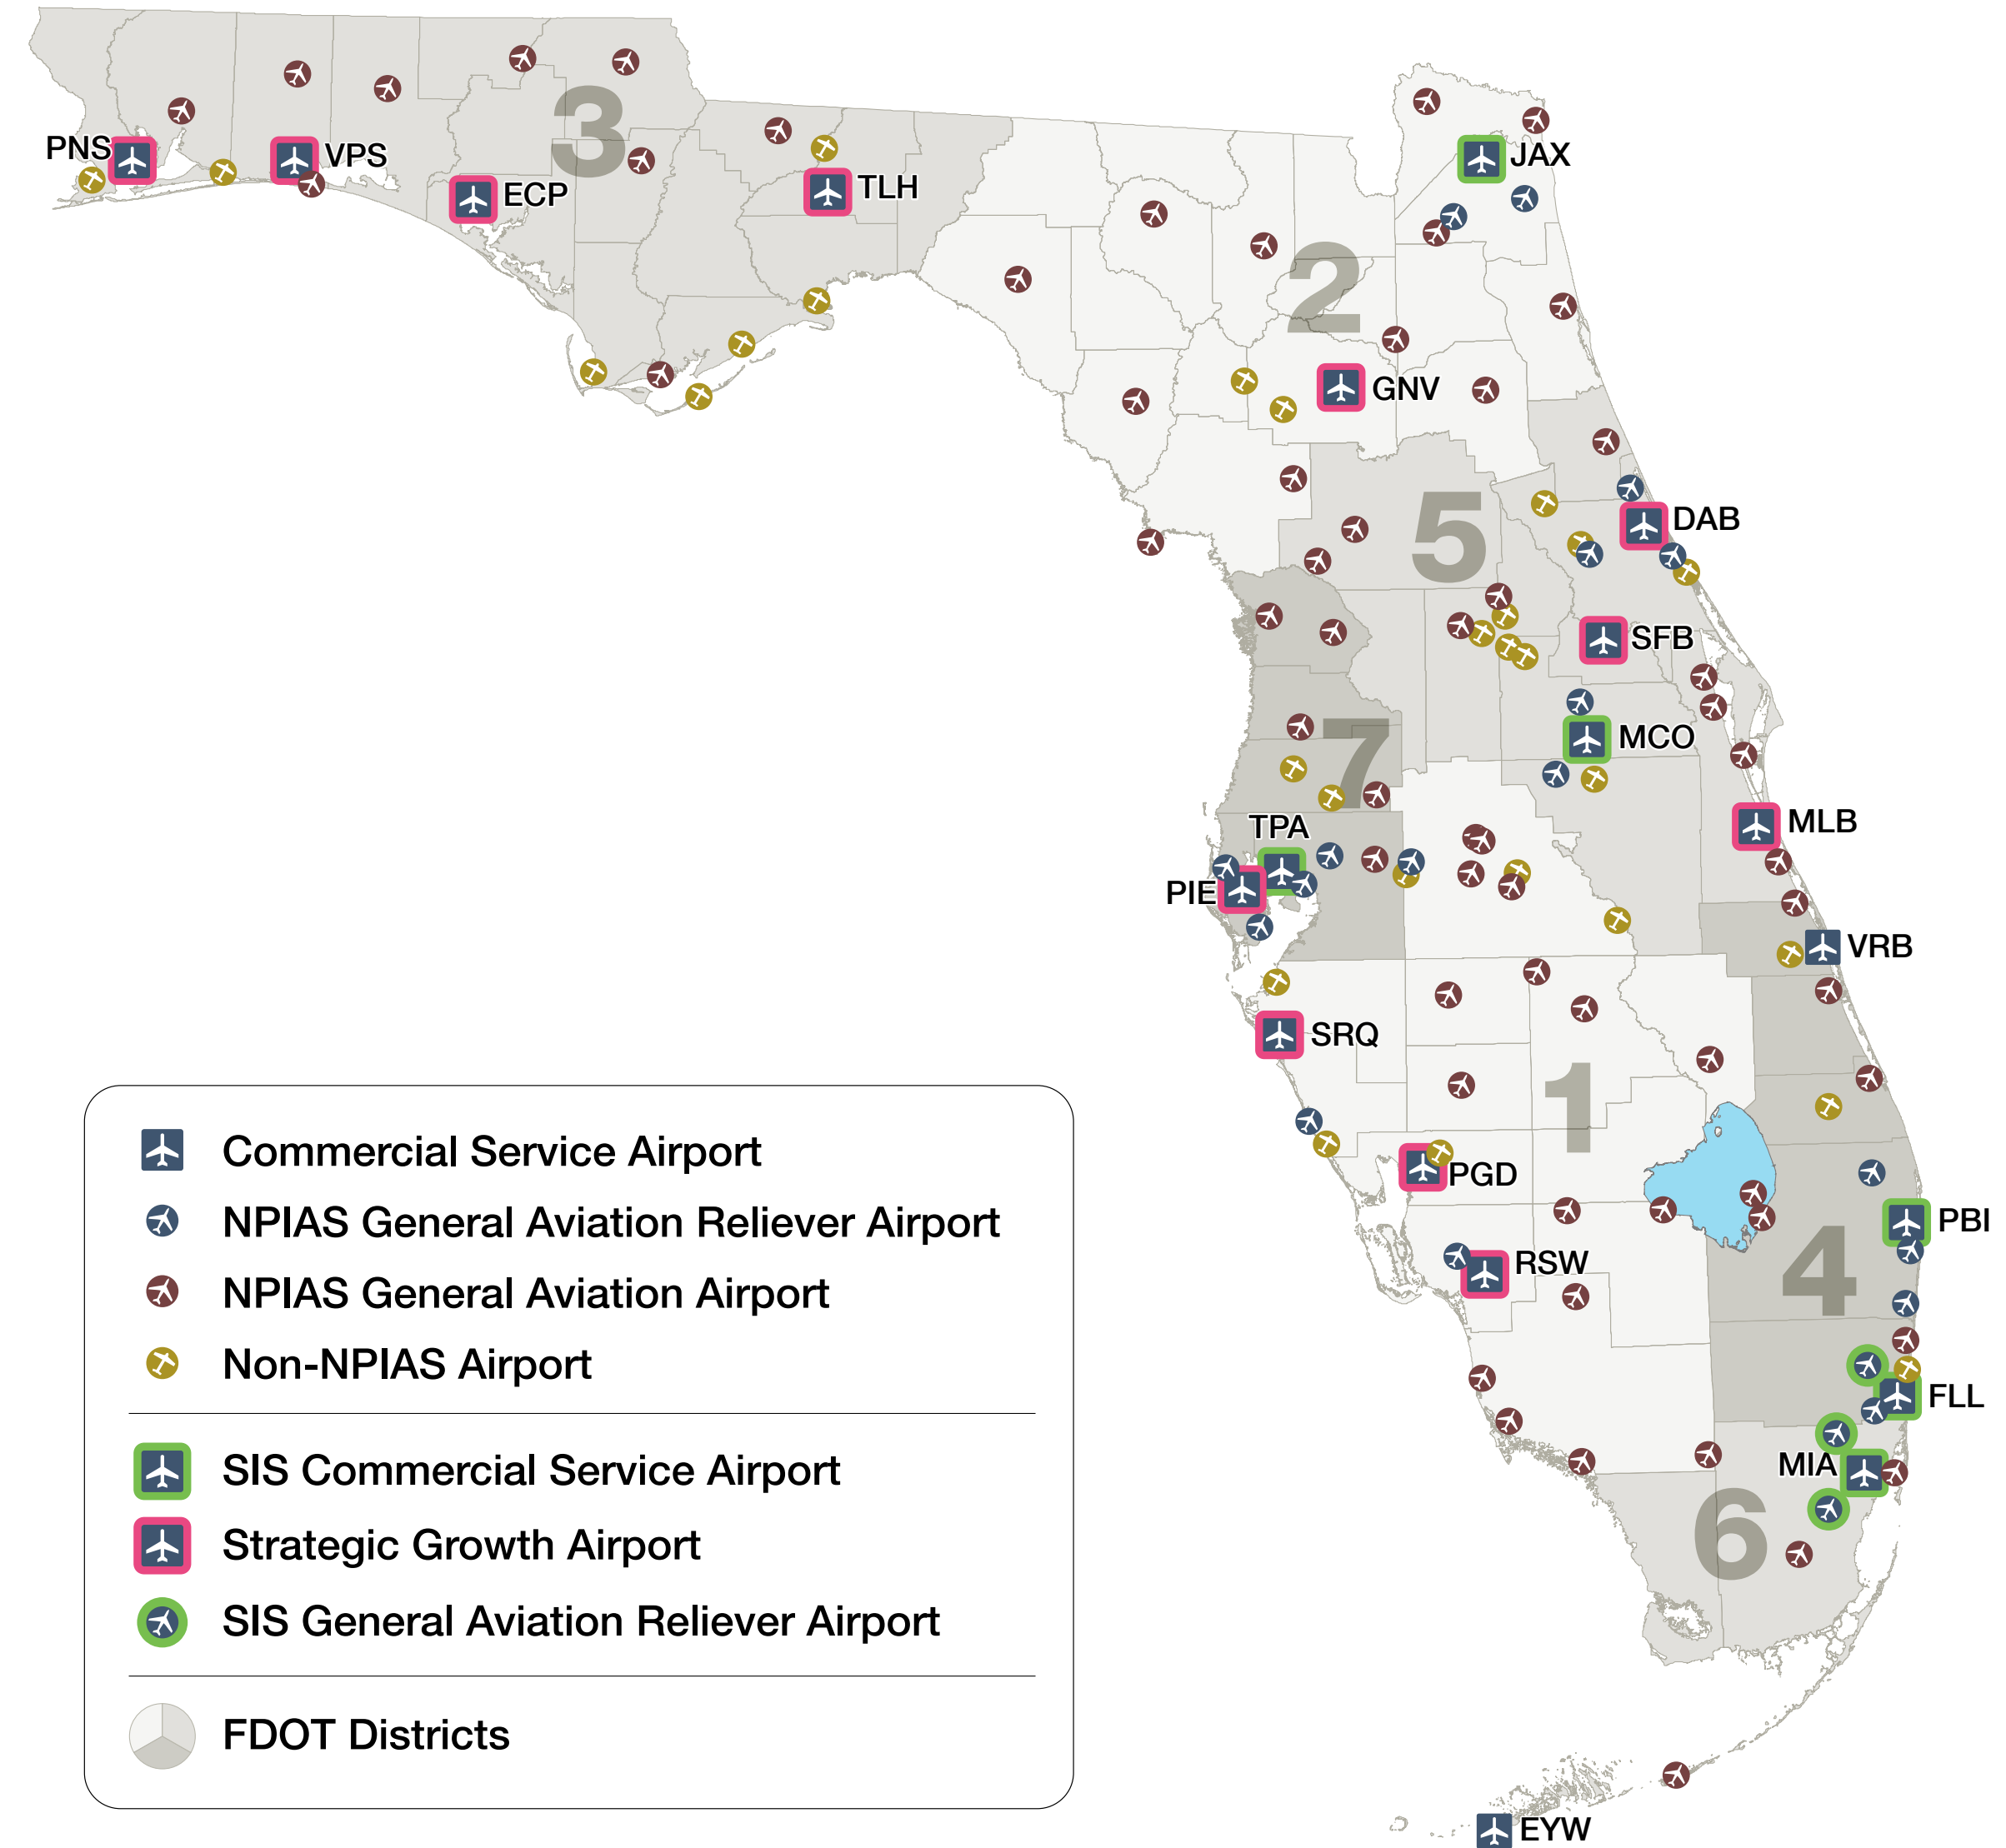 PNS
VPS
ECP
3
TLH
JAX
2
GNV
5
DAB
SFB
7
MCO
TPA
MLB
PIE
VRB
SRQ
1
PGD
PBI
RSW
4
FLL
MIA
6
EYW
Commercial Service Airport
NPIAS General Aviation Reliever Airport
NPIAS General Aviation Airport
Non-NPIAS Airport
SIS Commercial Service Airport
Strategic Growth Airport
SIS General Aviation Reliever Airport
FDOT Districts